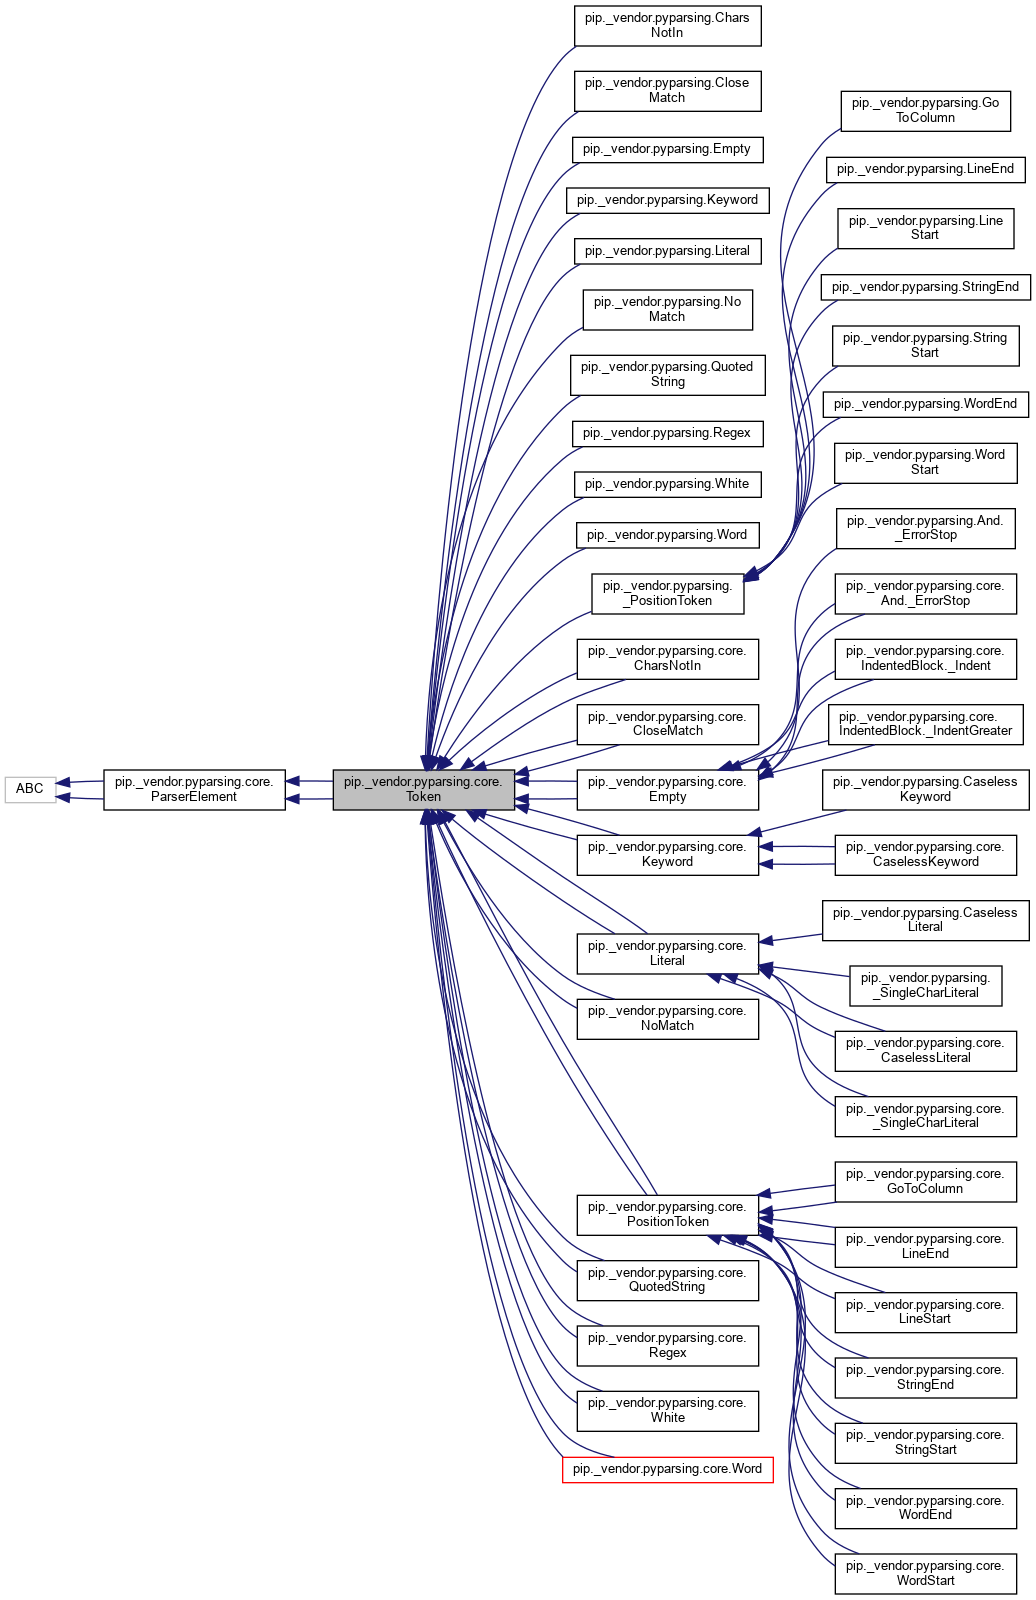 ABC
pip._vendor.pyparsing.core.
ParserElement
pip._vendor.pyparsing.core.
Token
pip._vendor.pyparsing.Chars
NotIn
pip._vendor.pyparsing.Close
Match
pip._vendor.pyparsing.Empty
pip._vendor.pyparsing.Keyword
pip._vendor.pyparsing.Literal
pip._vendor.pyparsing.No
Match
pip._vendor.pyparsing.Quoted
String
pip._vendor.pyparsing.Regex
pip._vendor.pyparsing.White
pip._vendor.pyparsing.Word
pip._vendor.pyparsing.
_PositionToken
pip._vendor.pyparsing.core.
CharsNotIn
pip._vendor.pyparsing.core.
CloseMatch
pip._vendor.pyparsing.core.
Empty
pip._vendor.pyparsing.core.
Keyword
pip._vendor.pyparsing.core.
Literal
pip._vendor.pyparsing.core.
NoMatch
pip._vendor.pyparsing.core.
PositionToken
pip._vendor.pyparsing.core.
QuotedString
pip._vendor.pyparsing.core.
Regex
pip._vendor.pyparsing.core.
White
pip._vendor.pyparsing.core.Word
pip._vendor.pyparsing.Go
ToColumn
pip._vendor.pyparsing.LineEnd
pip._vendor.pyparsing.Line
Start
pip._vendor.pyparsing.StringEnd
pip._vendor.pyparsing.String
Start
pip._vendor.pyparsing.WordEnd
pip._vendor.pyparsing.Word
Start
pip._vendor.pyparsing.And.
_ErrorStop
pip._vendor.pyparsing.core.
And._ErrorStop
pip._vendor.pyparsing.core.
IndentedBlock._Indent
pip._vendor.pyparsing.core.
IndentedBlock._IndentGreater
pip._vendor.pyparsing.Caseless
Keyword
pip._vendor.pyparsing.core.
CaselessKeyword
pip._vendor.pyparsing.Caseless
Literal
pip._vendor.pyparsing.
_SingleCharLiteral
pip._vendor.pyparsing.core.
CaselessLiteral
pip._vendor.pyparsing.core.
_SingleCharLiteral
pip._vendor.pyparsing.core.
GoToColumn
pip._vendor.pyparsing.core.
LineEnd
pip._vendor.pyparsing.core.
LineStart
pip._vendor.pyparsing.core.
StringEnd
pip._vendor.pyparsing.core.
StringStart
pip._vendor.pyparsing.core.
WordEnd
pip._vendor.pyparsing.core.
WordStart